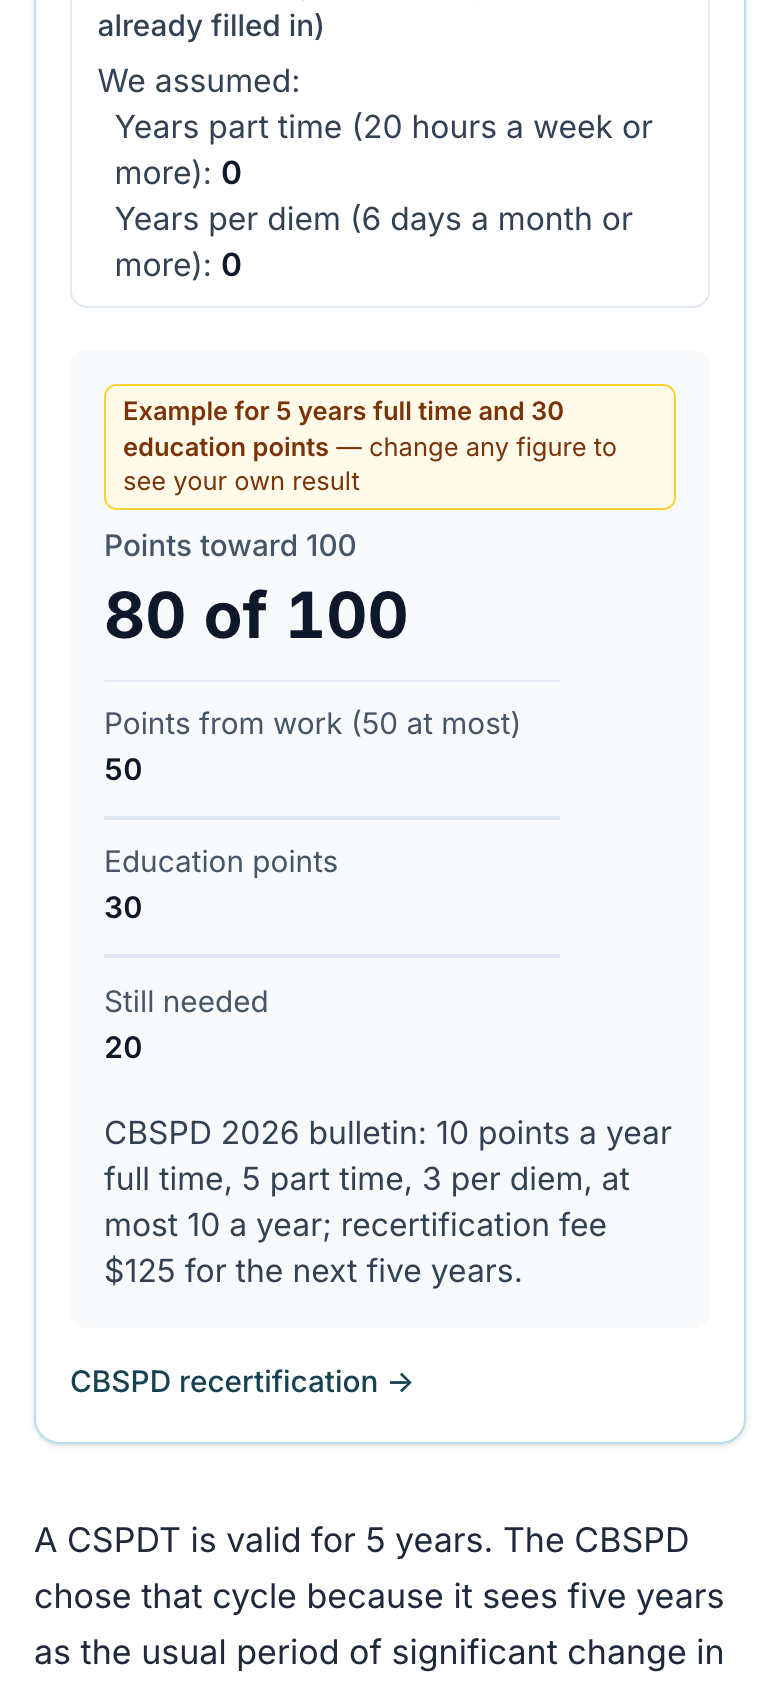 already filled in)
We assumed:
Years part time (20 hours a week or
more): 0
Years per diem (6 days a month or
more): 0
Example for 5 years full time and 30
education points — change any figure to
see your own result
Points toward 100
80 of 100
Points from work (50 at most)
50
Education points
30
Still needed
20
CBSPD 2026 bulletin: 10 points a year
full time, 5 part time, 3 per diem, at
most 10 a year; recertification fee
$125 for the next five years.
CBSPD recertification →
A CSPDT is valid for 5 years. The CBSPD
chose that cycle because it sees five years
as the usual period of significant change in